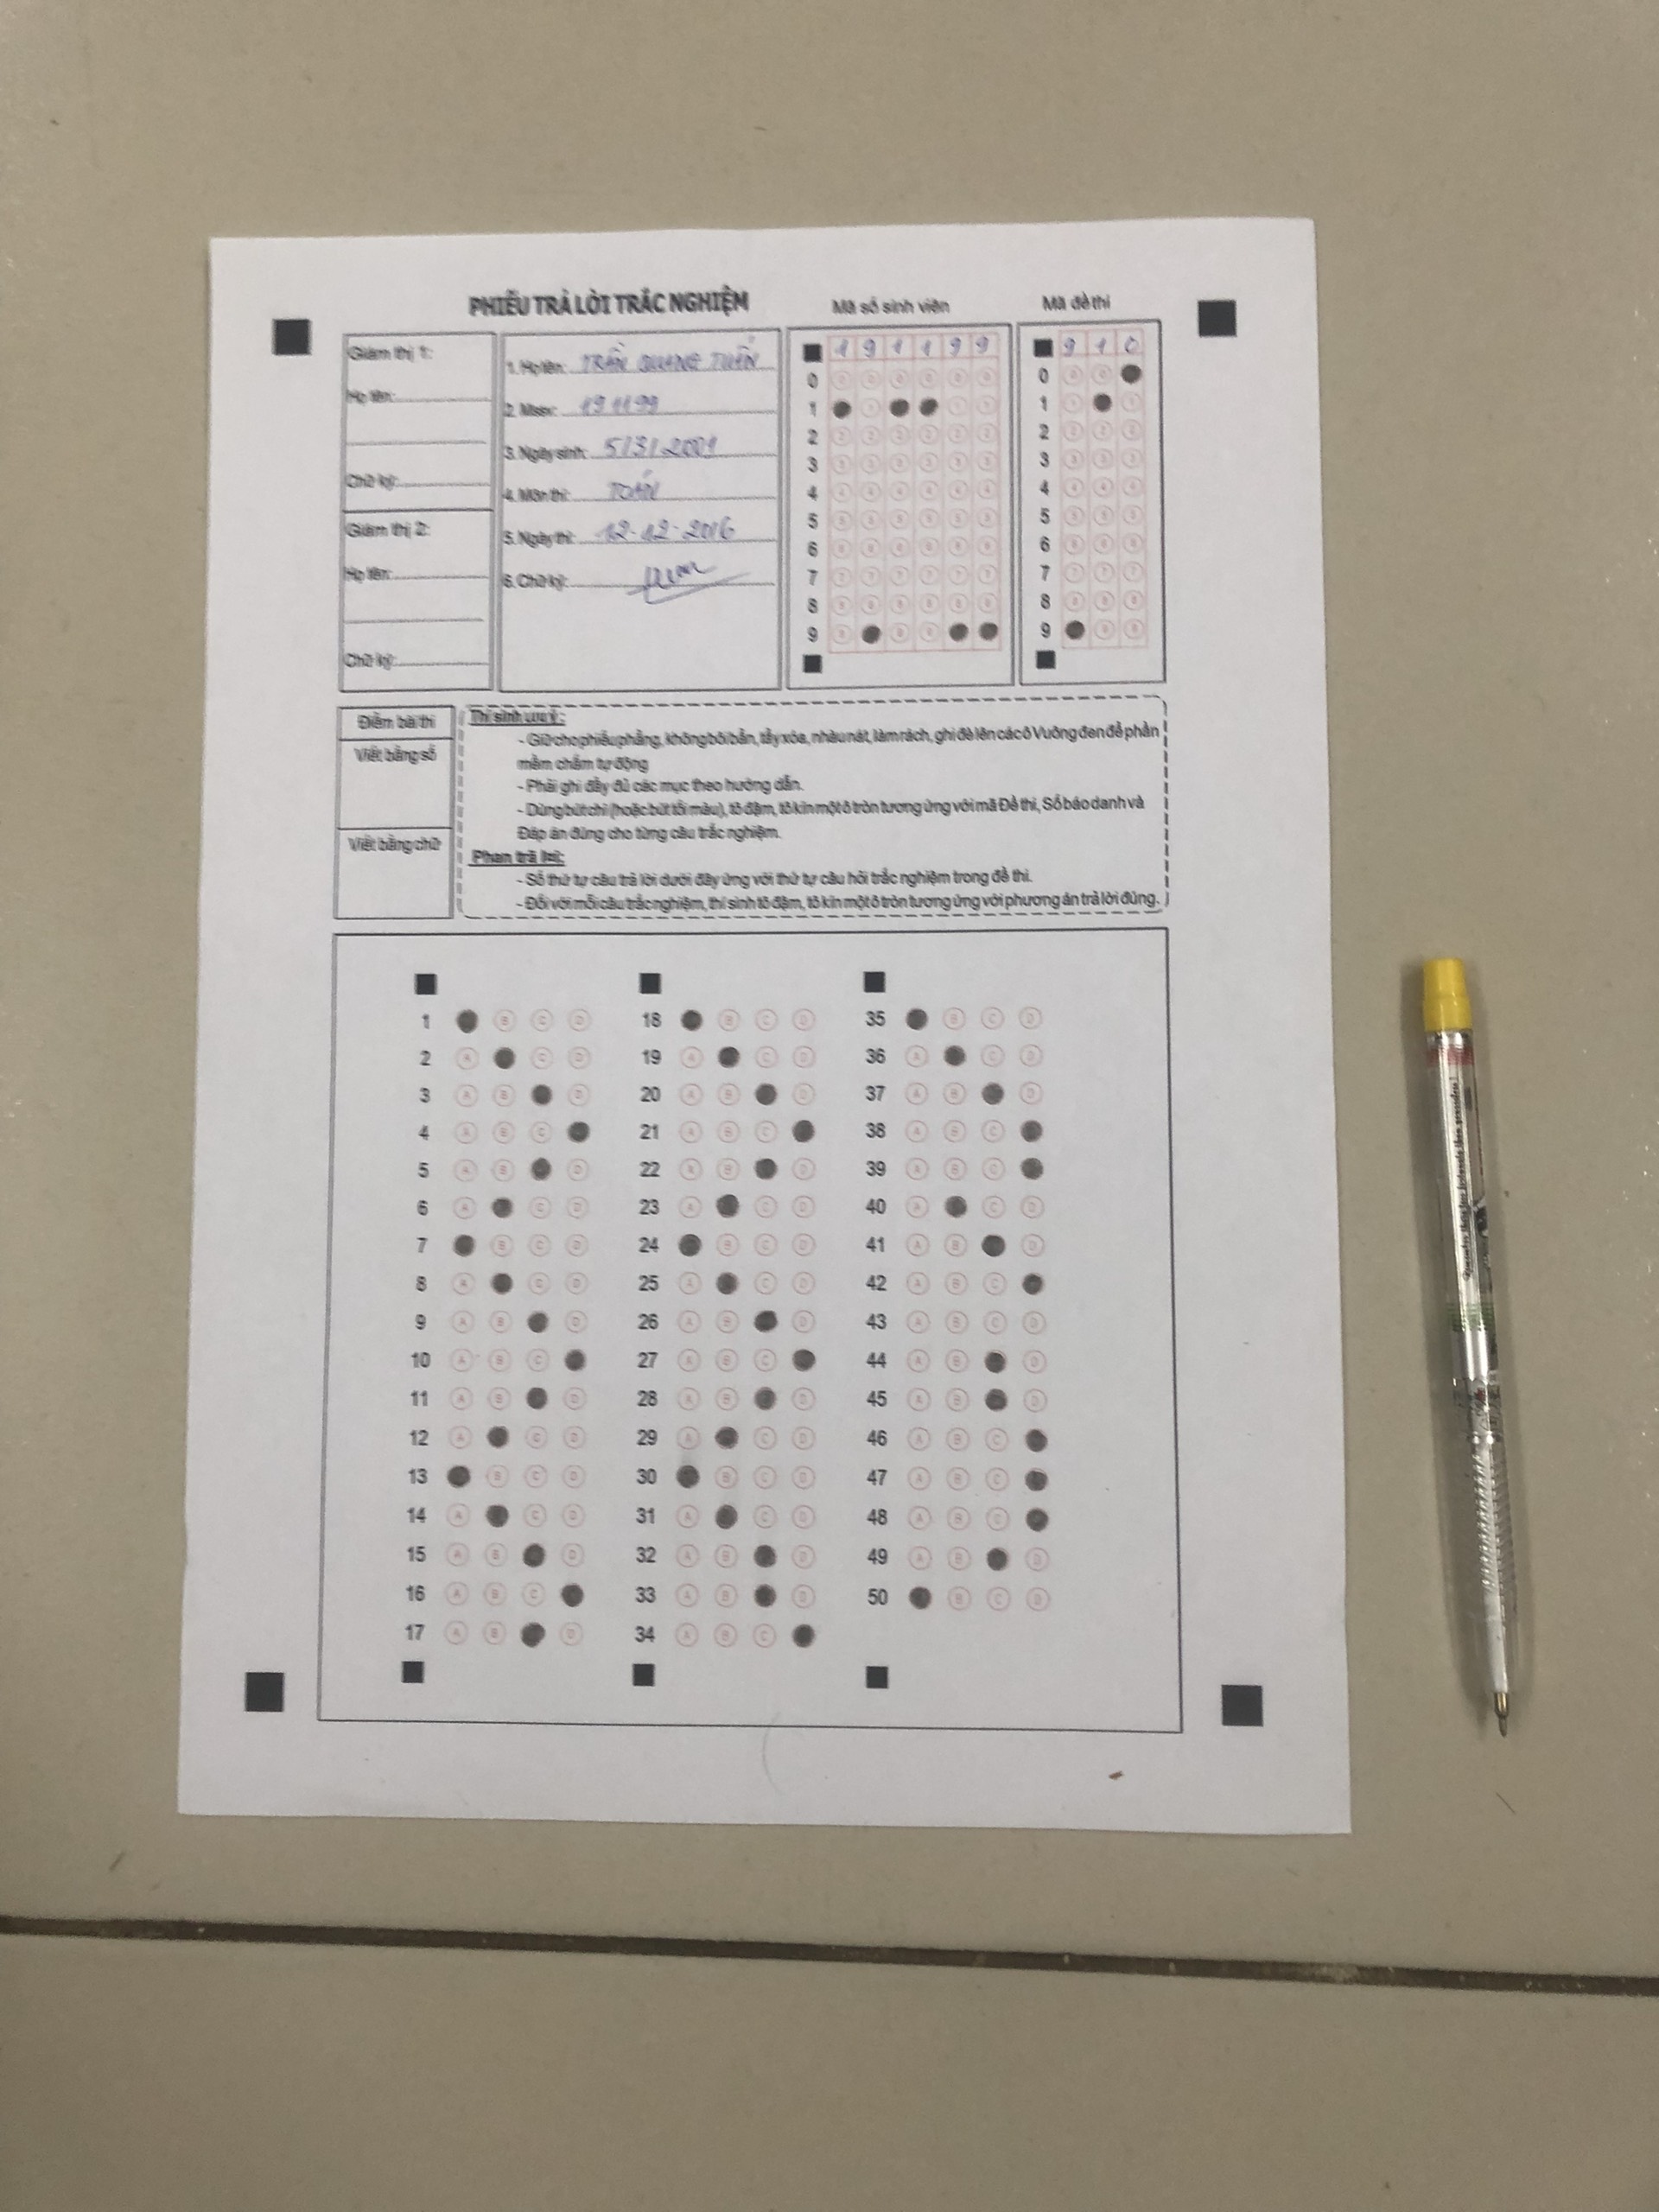 PHIẾU TRẢ LỜI TRẮC NGHIỆM
Mã số sinh viên
Mã đề thi
Giám thị 1:
Họ tên:
Chữ ký:
Giám thị 2:
Họ tên:
Chữ ký:
1. Họ tên: TRẦN QUANG TUẤN
2. Mssv: 191199
3. Ngày sinh: 5/3/2001
4. Môn thi: TOÁN
5. Ngày thi: 12-12-2016
6. Chữ ký:
1 9 1 1 9 9
0
1
2
3
4
5
6
7
8
9
9 1 0
0
1
2
3
4
5
6
7
8
9
Điểm bài thi
Viết bằng số
Viết bằng chữ
Thí sinh lưu ý:
- Giữ cho phiếu phẳng, không bôi bẩn, tẩy xóa, nhàu nát, làm rách, ghi đè lên các ô Vuông đen để phần
mềm chấm tự động
- Phải ghi đầy đủ các mục theo hướng dẫn.
- Dùng bút chì (hoặc bút tối màu), tô đậm, tô kín một ô tròn tương ứng với mã Đề thi, Số báo danh và
Đáp án đúng cho từng câu trắc nghiệm.
Phan trả lời:
- Số thứ tự câu trả lời dưới đây ứng với thứ tự câu hỏi trắc nghiệm trong đề thi.
- Đối với mỗi câu trắc nghiệm, thí sinh tô đậm, tô kín một ô tròn tương ứng với phương án trả lời đúng.
1 B C D
2 A C D
3 A B D
4 A B C
5 A B D
6 A C D
7 B C D
8 A C D
9 A B D
10 A B C
11 A B D
12 A C D
13 B C D
14 A C D
15 A B D
16 A B C
17 A B D
18 B C D
19 A C D
20 A B D
21 A B C
22 A B D
23 A C D
24 B C D
25 A C D
26 A B D
27 A B C
28 A B D
29 A C D
30 B C D
31 A C D
32 A B D
33 A B D
34 A B C
35 B C D
36 A C D
37 A B D
38 A B C
39 A B C
40 A C D
41 A B D
42 A B C
43 A B C D
44 A B D
45 A B D
46 A B C
47 A B C
48 A B C
49 A B D
50 B C D